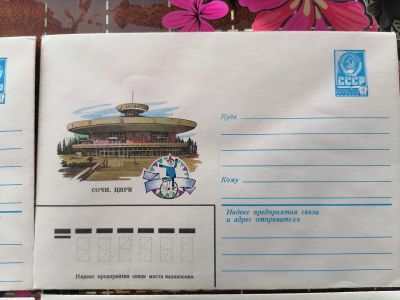 СССР
Куда
Кому
СОЧИ. ЦИРК
Индекс предприятия связи
и адрес отправителя
Индекс предприятия связи места назначения